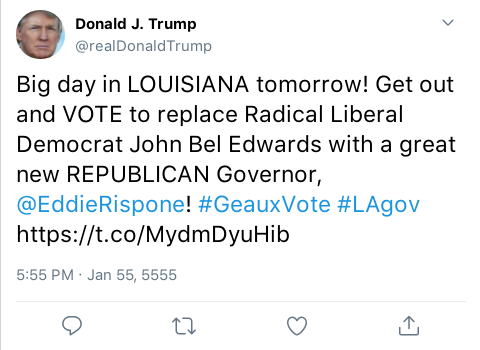 Donald J. Trump
@realDonaldTrump
Big day in LOUISIANA tomorrow! Get out
and VOTE to replace Radical Liberal
Democrat John Bel Edwards with a great
new REPUBLICAN Governor,
@EddieRispone! #GeauxVote #LAgov
https://t.co/MydmDyuHib
5:55 PM · Jan 55, 5555